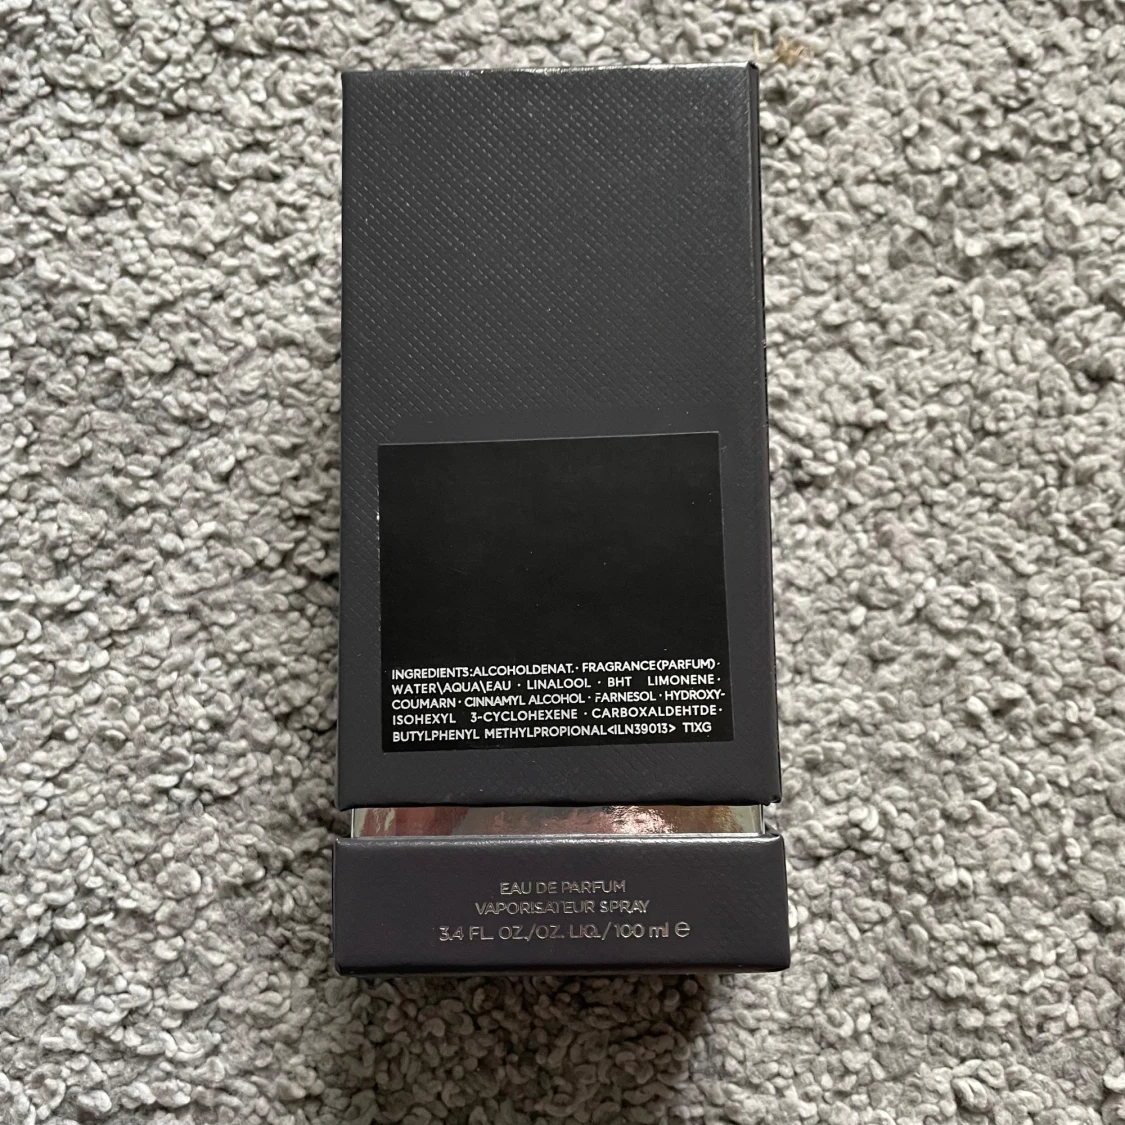 INGREDIENTS:ALCOHOLDENAT.· FRAGRANCE(PARFUM)·
WATER\AQUA\EAU · LINALOOL · BHT LIMONENE·
COUMARN · CINNAMYL ALCOHOL · FARNESOL · HYDROXY-
ISOHEXYL 3-CYCLOHEXENE · CARBOXALDEHTDE·
BUTYLPHENYL METHYLPROPIONAL<ILN39013> T1XG
EAU DE PARFUM
VAPORISATEUR SPRAY
3.4 FL. OZ./OZ. LIQ./100 ml ℮